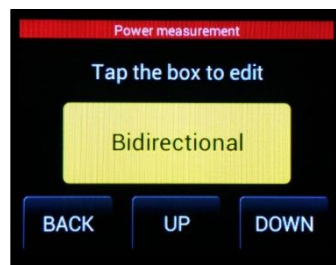 Power measurement
Tap the box to edit
Bidirectional
BACK UP DOWN